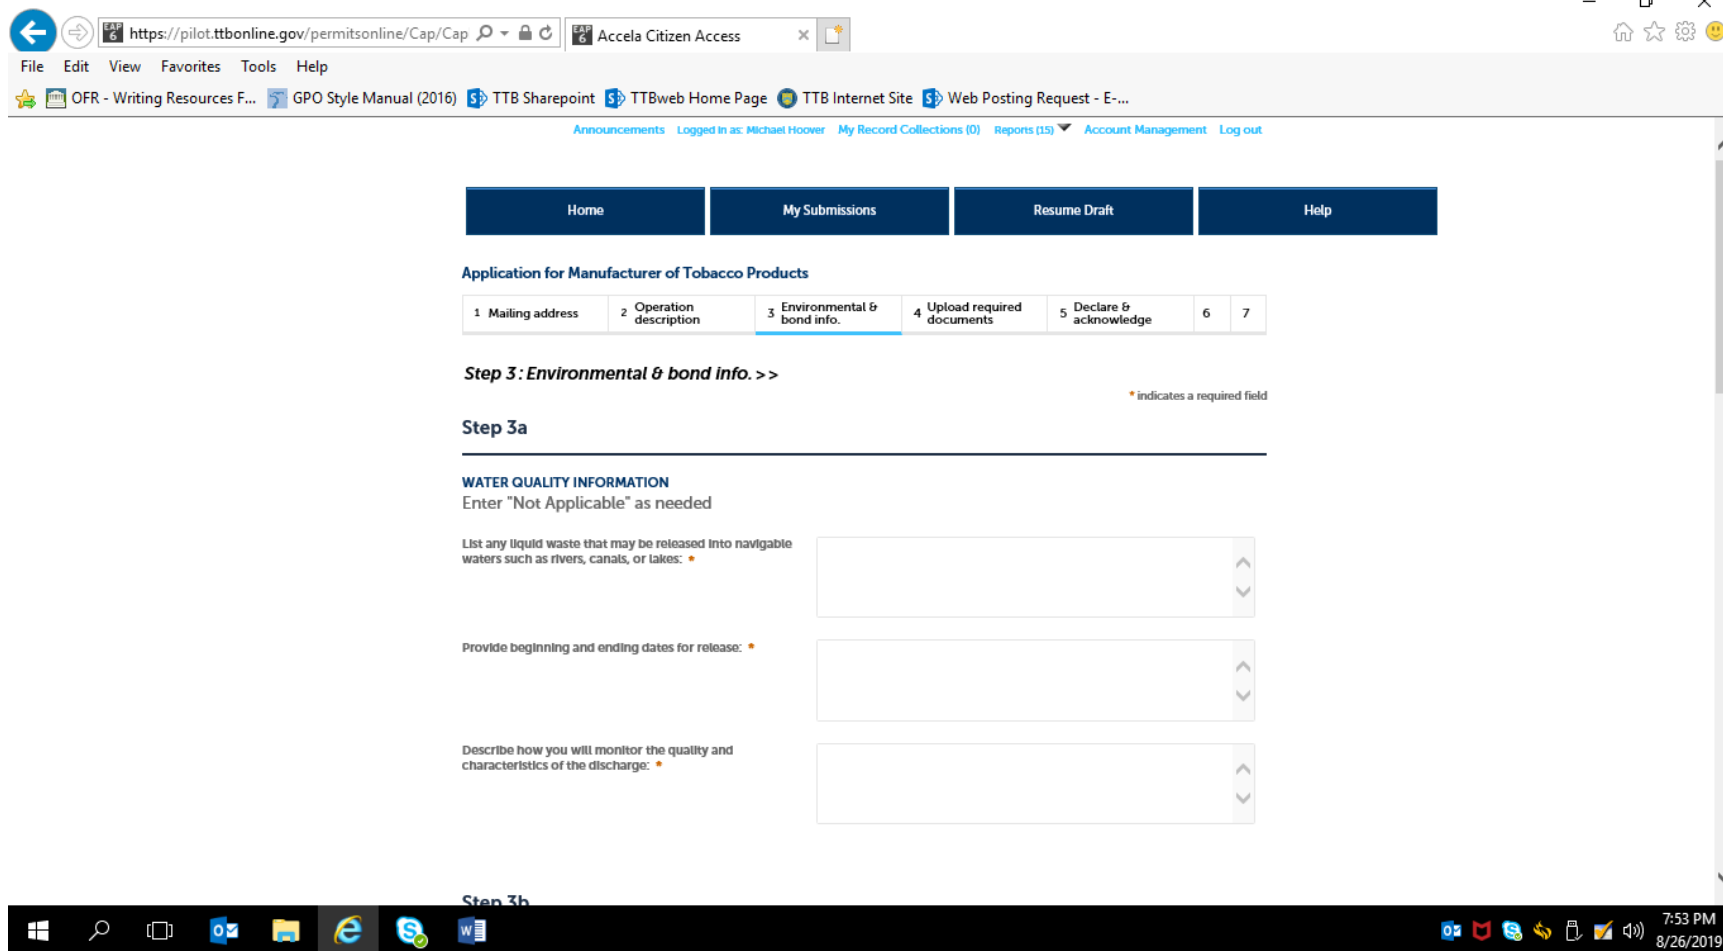 https://pilot.ttbonline.gov/permitsonline/Cap/Cap
EAP 6 Accela Citizen Access
File Edit View Favorites Tools Help
OFR - Writing Resources F... GPO Style Manual (2016) TTB Sharepoint TTBweb Home Page TTB Internet Site Web Posting Request - E-...
Announcements Logged in as: Michael Hoover My Record Collections (0) Reports (15) Account Management Log out
Home My Submissions Resume Draft Help
Application for Manufacturer of Tobacco Products
1 Mailing address
2 Operation description
3 Environmental & bond info.
4 Upload required documents
5 Declare & acknowledge
6
7
Step 3: Environmental & bond info. >>
* indicates a required field
Step 3a
WATER QUALITY INFORMATION
Enter "Not Applicable" as needed
List any liquid waste that may be released into navigable
waters such as rivers, canals, or lakes: *
Provide beginning and ending dates for release: *
Describe how you will monitor the quality and
characteristics of the discharge: *
Step 3b
7:53 PM
8/26/2019